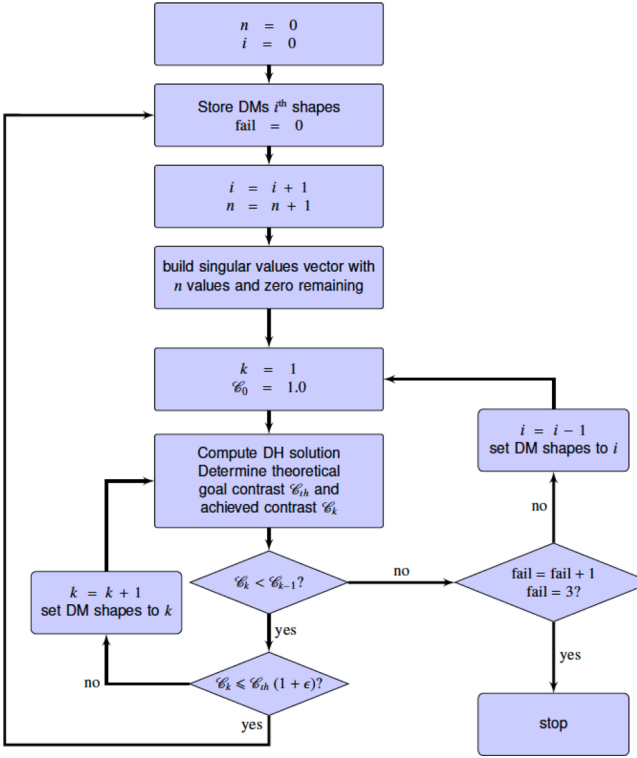 n = 0
i = 0
Store DMs iᵗʰ shapes
fail = 0
i = i + 1
n = n + 1
build singular values vector with
n values and zero remaining
k = 1
𝒞₀ = 1.0
i = i − 1
set DM shapes to i
Compute DH solution
Determine theoretical
goal contrast 𝒞ₜₕ and
achieved contrast 𝒞ₖ
no
𝒞ₖ < 𝒞ₖ₋₁?
no
fail = fail + 1
fail = 3?
k = k + 1
set DM shapes to k
yes
yes
no
𝒞ₖ ⩽ 𝒞ₜₕ (1 + ϵ)?
yes
stop